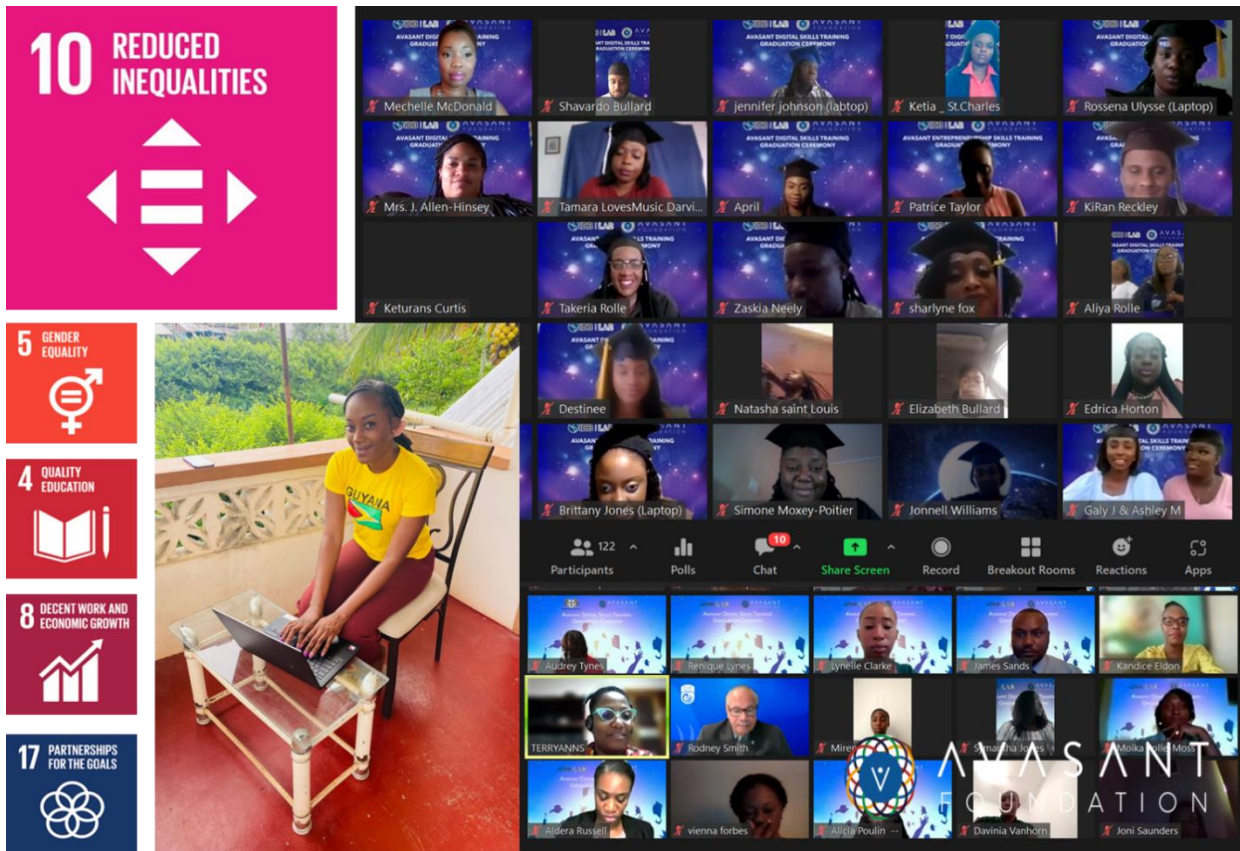 10 REDUCED
INEQUALITIES
5 GENDER
EQUALITY
4 QUALITY
EDUCATION
8 DECENT WORK AND
ECONOMIC GROWTH
17 PARTNERSHIPS
FOR THE GOALS
GUYANA
AVASANT DIGITAL SKILLS TRAINING
GRADUATION CEREMONY
Mechelle McDonald
Shavardo Bullard
jennifer johnson (labtop)
Ketia _ St.Charles
Rossena Ulysse (Laptop)
Mrs. J. Allen-Hinsey
Tamara LovesMusic Darvi...
April
AVASANT ENTREPRENEURSHIP SKILLS TRAINING
GRADUATION CEREMONY
Patrice Taylor
KiRan Reckley
Keturans Curtis
Takeria Rolle
Zaskia Neely
sharlyne fox
Aliya Rolle
Destinee
Natasha saint Louis
Elizabeth Bullard
Edrica Horton
Brittany Jones (Laptop)
Simone Moxey-Poitier
Jonnell Williams
Galy J & Ashley M
122
10
Participants
Polls
Chat
Share Screen
Record
Breakout Rooms
Reactions
Apps
Audrey Tynes
Renique Lynes
Lynelle Clarke
James Sands
Kandice Eldon
TERRYANNS
Rodney Smith
Samantha Jones
Aldera Russell
vienna forbes
Alicia Poulin --
Davinia Vanhorn
Joni Saunders
AVASANT
FOUNDATION